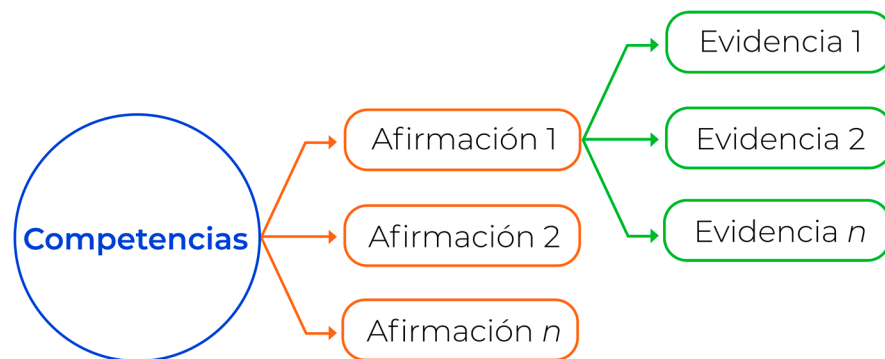 Competencias
Afirmación 1
Afirmación 2
Afirmación n
Evidencia 1
Evidencia 2
Evidencia n